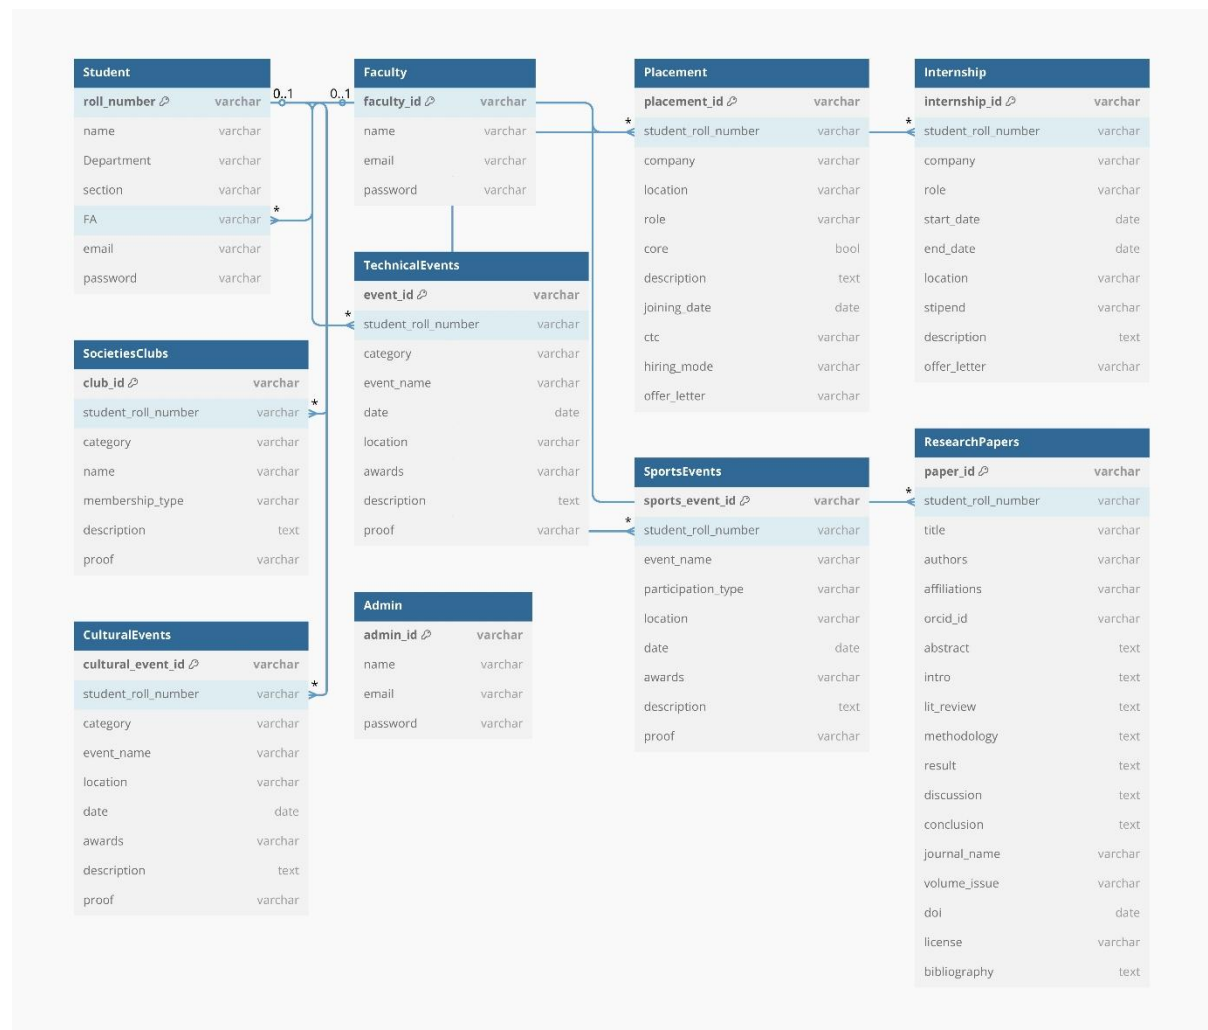 Student
roll_number varchar
name varchar
Department varchar
section varchar
FA varchar
email varchar
password varchar
0..1
0..1
*
Faculty
faculty_id varchar
name varchar
email varchar
password varchar
Placement
placement_id varchar
*
student_roll_number varchar
company varchar
location varchar
role varchar
core bool
description text
joining_date date
ctc varchar
hiring_mode varchar
offer_letter varchar
Internship
internship_id varchar
*
student_roll_number varchar
company varchar
role varchar
start_date date
end_date date
location varchar
stipend varchar
description text
offer_letter varchar
TechnicalEvents
event_id varchar
*
student_roll_number varchar
category varchar
event_name varchar
date date
location varchar
awards varchar
description text
proof varchar
SocietiesClubs
club_id varchar
student_roll_number varchar *
category varchar
name varchar
membership_type varchar
description text
proof varchar
SportsEvents
sports_event_id varchar
*
student_roll_number varchar
event_name varchar
participation_type varchar
location varchar
date date
awards varchar
description text
proof varchar
ResearchPapers
paper_id varchar
*
student_roll_number varchar
title varchar
authors varchar
affiliations varchar
orcid_id varchar
abstract text
intro text
lit_review text
methodology text
result text
discussion text
conclusion text
journal_name varchar
volume_issue varchar
doi date
license varchar
bibliography text
Admin
admin_id varchar
name varchar
email varchar
password varchar
CulturalEvents
cultural_event_id varchar
student_roll_number varchar *
category varchar
event_name varchar
location varchar
date date
awards varchar
description text
proof varchar